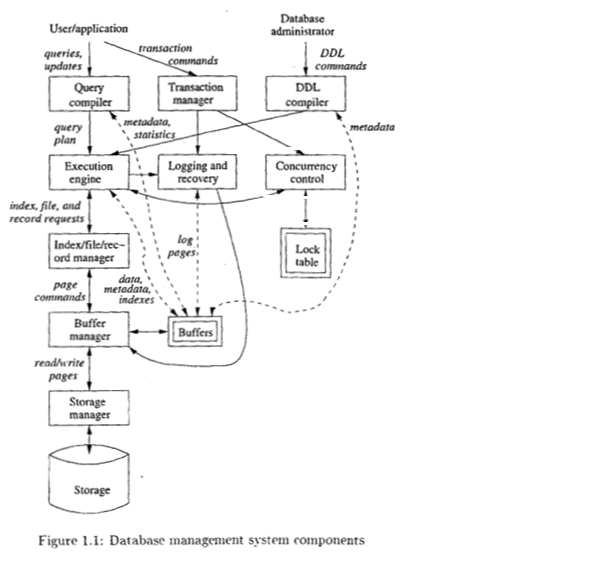 Database
User/application
administrator
transaction
commands
queries,
updates
DDL
commands
Query
compiler
Transaction
manager
DDL
compiler
metadata,
statistics
metadata
query
plan
Execution
engine
Logging and
recovery
Concurrency
control
index, file, and
record requests
log
pages
Index/file/rec-
ord manager
Lock
table
data,
metadata,
indexes
page
commands
Buffer
manager
Buffers
read/write
pages
Storage
manager
Storage
Figure 1.1: Database management system components